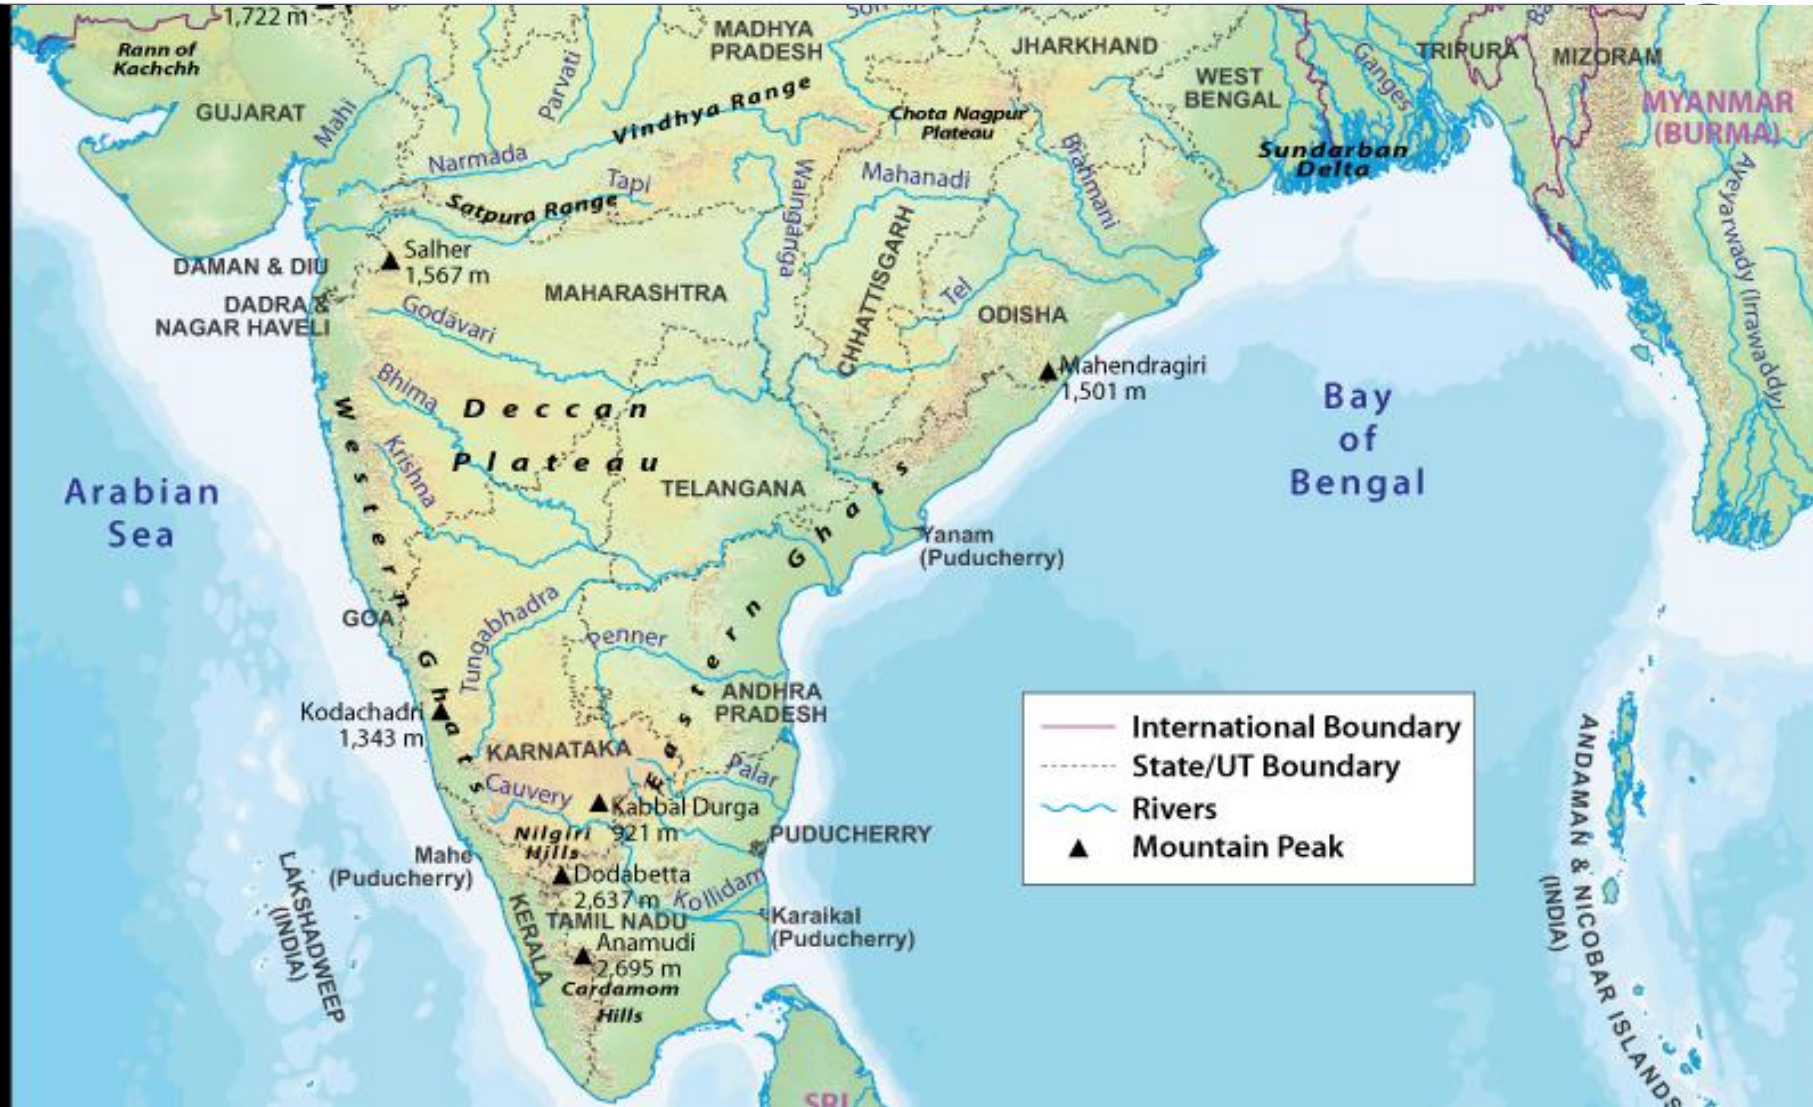 1,722 m
Rann of
Kachchh
GUJARAT
Mahi
Parvati
MADHYA
PRADESH
Son
JHARKHAND
WEST
BENGAL
Ganges
TRIPURA
MIZORAM
MYANMAR
(BURMA)
Vindhya Range
Chota Nagpur
Plateau
Sundarban
Delta
Narmada
Tapi
Satpura Range
Wainganga
Mahanadi
Brahmani
Ayeyarwady (Irrawaddy)
Salher
1,567 m
DAMAN & DIU
DADRA &
NAGAR HAVELI
MAHARASHTRA
CHHATTISGARH
Tel
ODISHA
Godavari
Mahendragiri
1,501 m
Bhima
Deccan
Plateau
Krishna
Western Ghats
Bay
of
Bengal
Arabian
Sea
TELANGANA
Eastern Ghats
Yanam
(Puducherry)
GOA
Tungabhadra
Penner
Kodachadri
1,343 m
ANDHRA
PRADESH
KARNATAKA
Palar
Cauvery
Kabbal Durga
921 m
Nilgiri
Hills
PUDUCHERRY
Mahe
(Puducherry)
Dodabetta
2,637 m
Kollidam
LAKSHADWEEP
(INDIA)
KERALA
TAMIL NADU
Karaikal
(Puducherry)
Anamudi
2,695 m
Cardamom
Hills
SRI
International Boundary
State/UT Boundary
Rivers
Mountain Peak
ANDAMAN & NICOBAR ISLANDS
(INDIA)